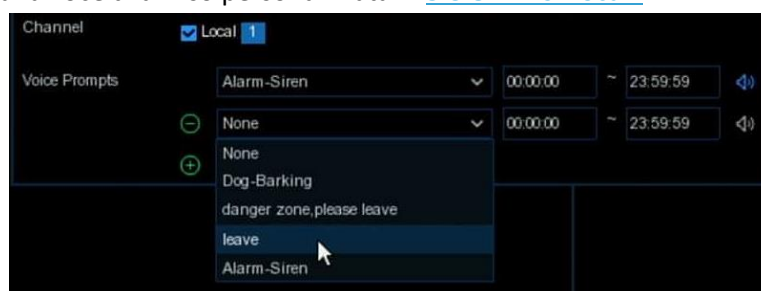 Channel Local 1
Voice Prompts Alarm-Siren 00:00:00 ~ 23:59:59
None 00:00:00 ~ 23:59:59
None
Dog-Barking
danger zone,please leave
leave
Alarm-Siren